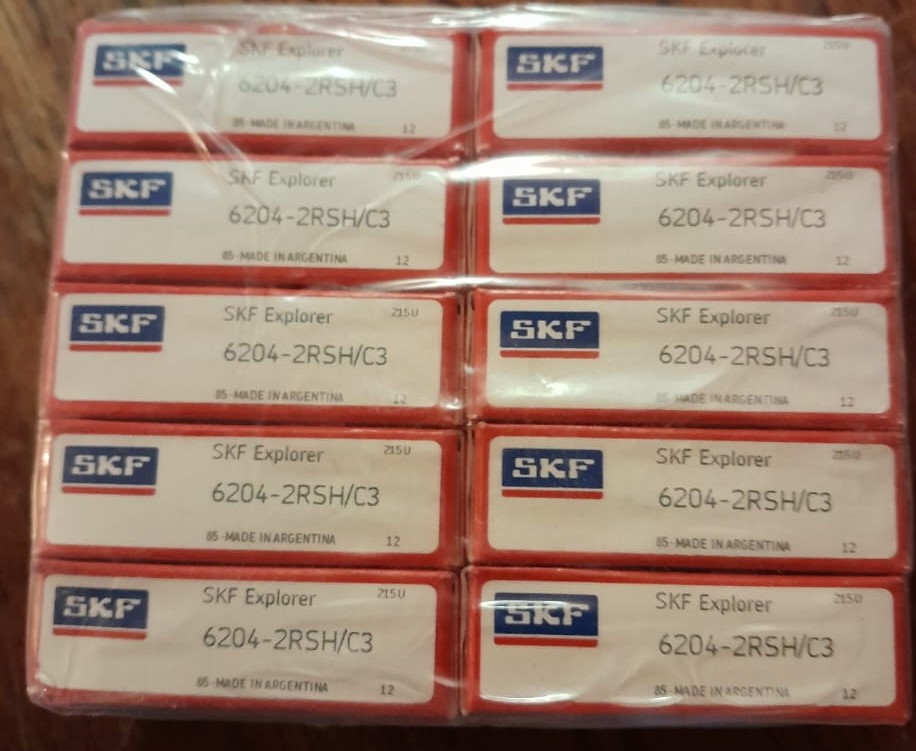 SKF
SKF Explorer
6204-2RSH/C3
85-MADE IN ARGENTINA 12
SKF
SKF Explorer 215U
6204-2RSH/C3
85-MADE IN ARGENTINA 12
SKF
SKF Explorer 215U
6204-2RSH/C3
85-MADE IN ARGENTINA 12
SKF
SKF Explorer 215U
6204-2RSH/C3
85-MADE IN ARGENTINA 12
SKF
SKF Explorer 215U
6204-2RSH/C3
85-MADE IN ARGENTINA 12
SKF
SKF Explorer 215U
6204-2RSH/C3
85-MADE IN ARGENTINA 12
SKF
SKF Explorer 215U
6204-2RSH/C3
85-MADE IN ARGENTINA 12
SKF
SKF Explorer 215U
6204-2RSH/C3
85-MADE IN ARGENTINA 12
SKF
SKF Explorer 215U
6204-2RSH/C3
85-MADE IN ARGENTINA 12
SKF
SKF Explorer 215U
6204-2RSH/C3
85-MADE IN ARGENTINA 12